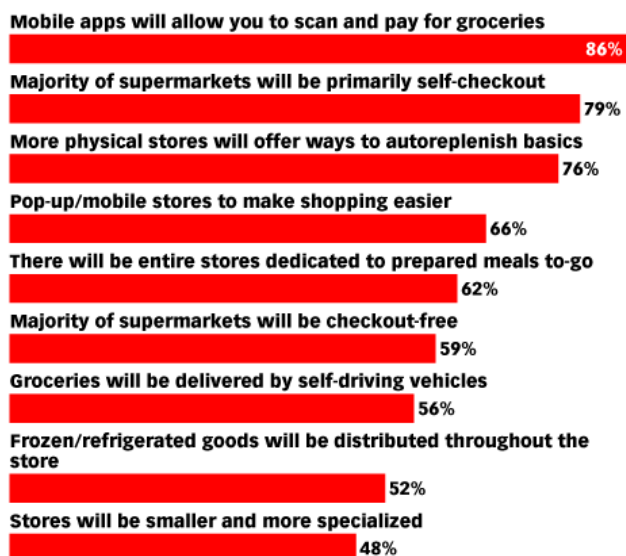 Mobile apps will allow you to scan and pay for groceries
86%
Majority of supermarkets will be primarily self-checkout
79%
More physical stores will offer ways to autoreplenish basics
76%
Pop-up/mobile stores to make shopping easier
66%
There will be entire stores dedicated to prepared meals to-go
62%
Majority of supermarkets will be checkout-free
59%
Groceries will be delivered by self-driving vehicles
56%
Frozen/refrigerated goods will be distributed throughout the
store
52%
Stores will be smaller and more specialized
48%